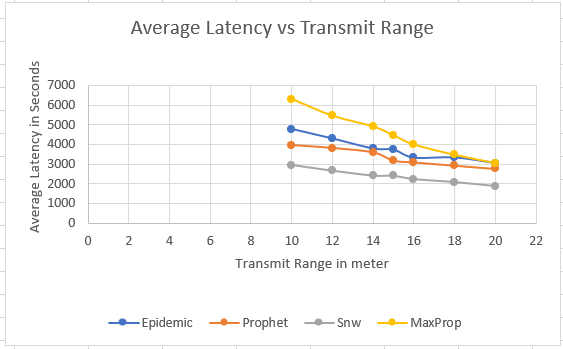 Average Latency vs Transmit Range
Average Latency in Seconds
7000
6000
5000
4000
3000
2000
1000
0
0 2 4 6 8 10 12 14 16 18 20 22
Transmit Range in meter
Epidemic Prophet Snw MaxProp